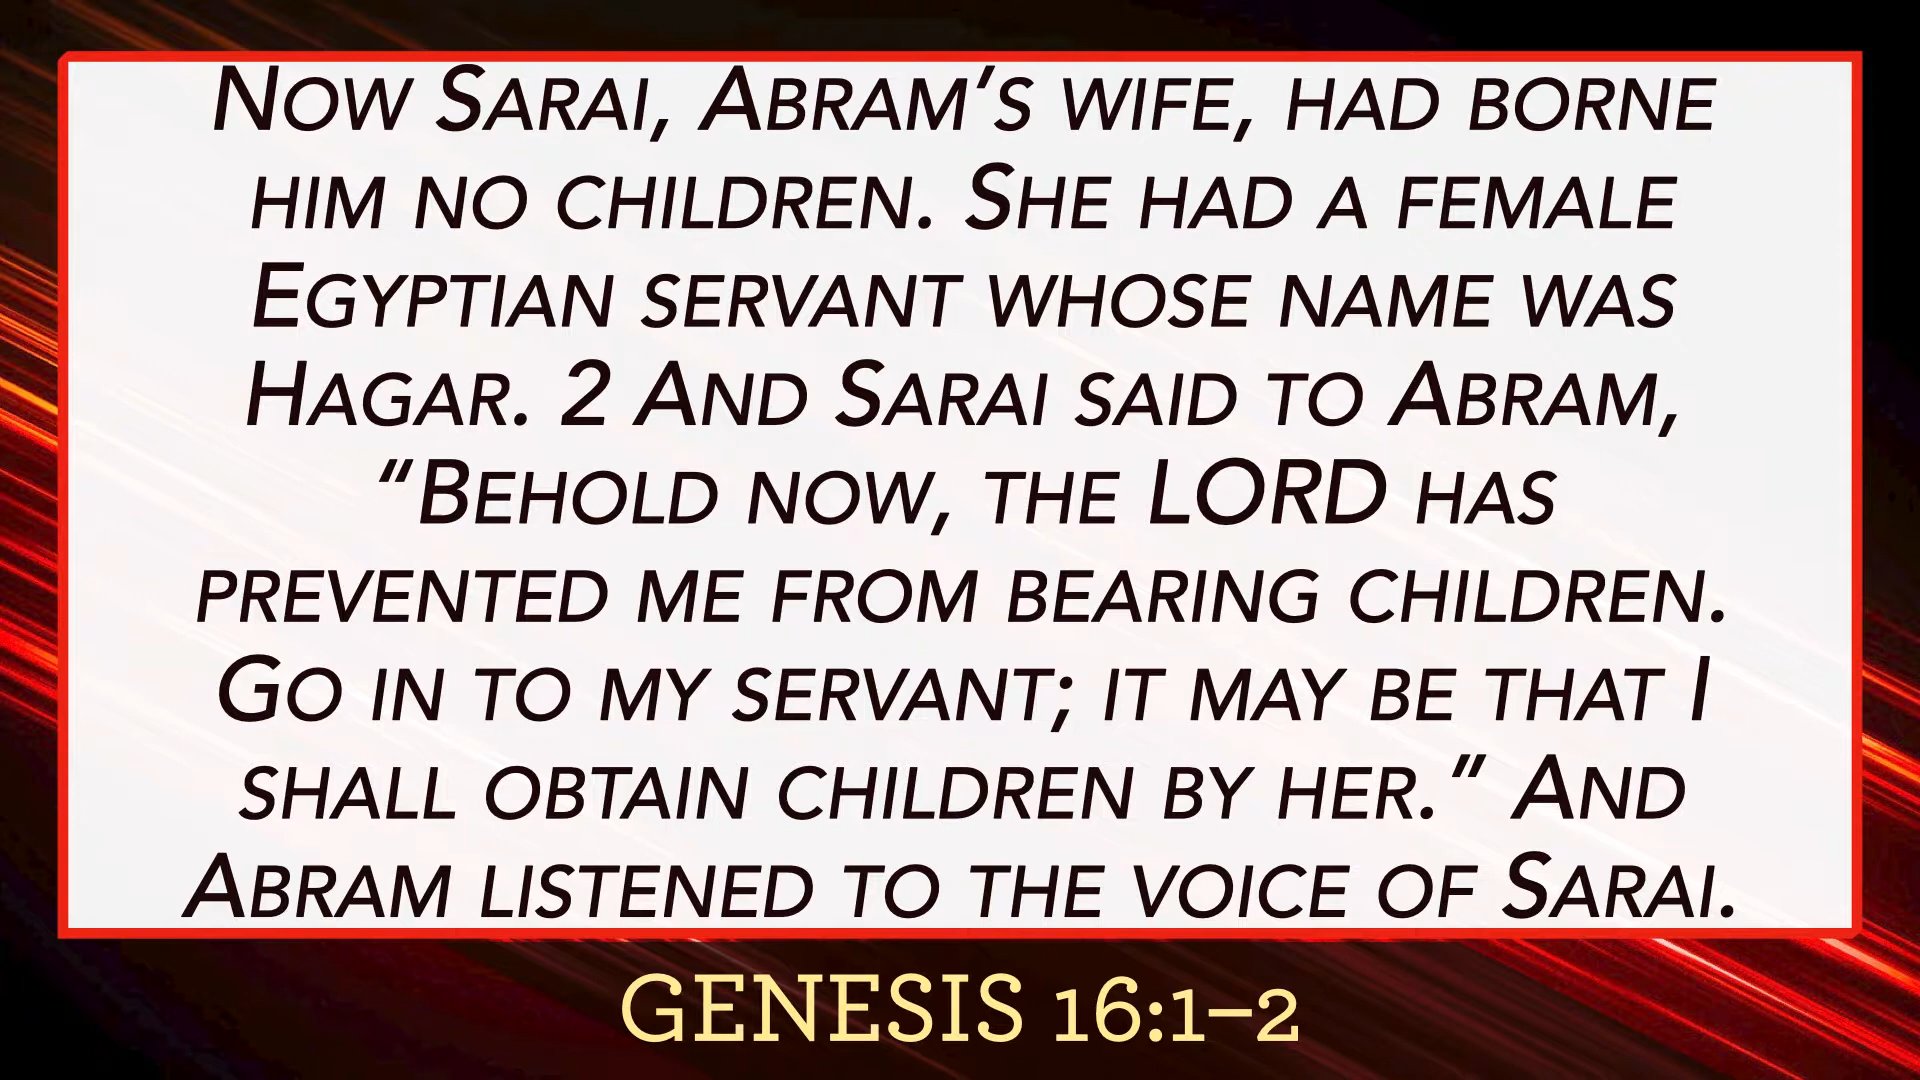 Now Sarai, Abram’s wife, had borne
him no children. She had a female
Egyptian servant whose name was
Hagar. 2 And Sarai said to Abram,
“Behold now, the LORD has
prevented me from bearing children.
Go in to my servant; it may be that I
shall obtain children by her.” And
Abram listened to the voice of Sarai.
GENESIS 16:1–2